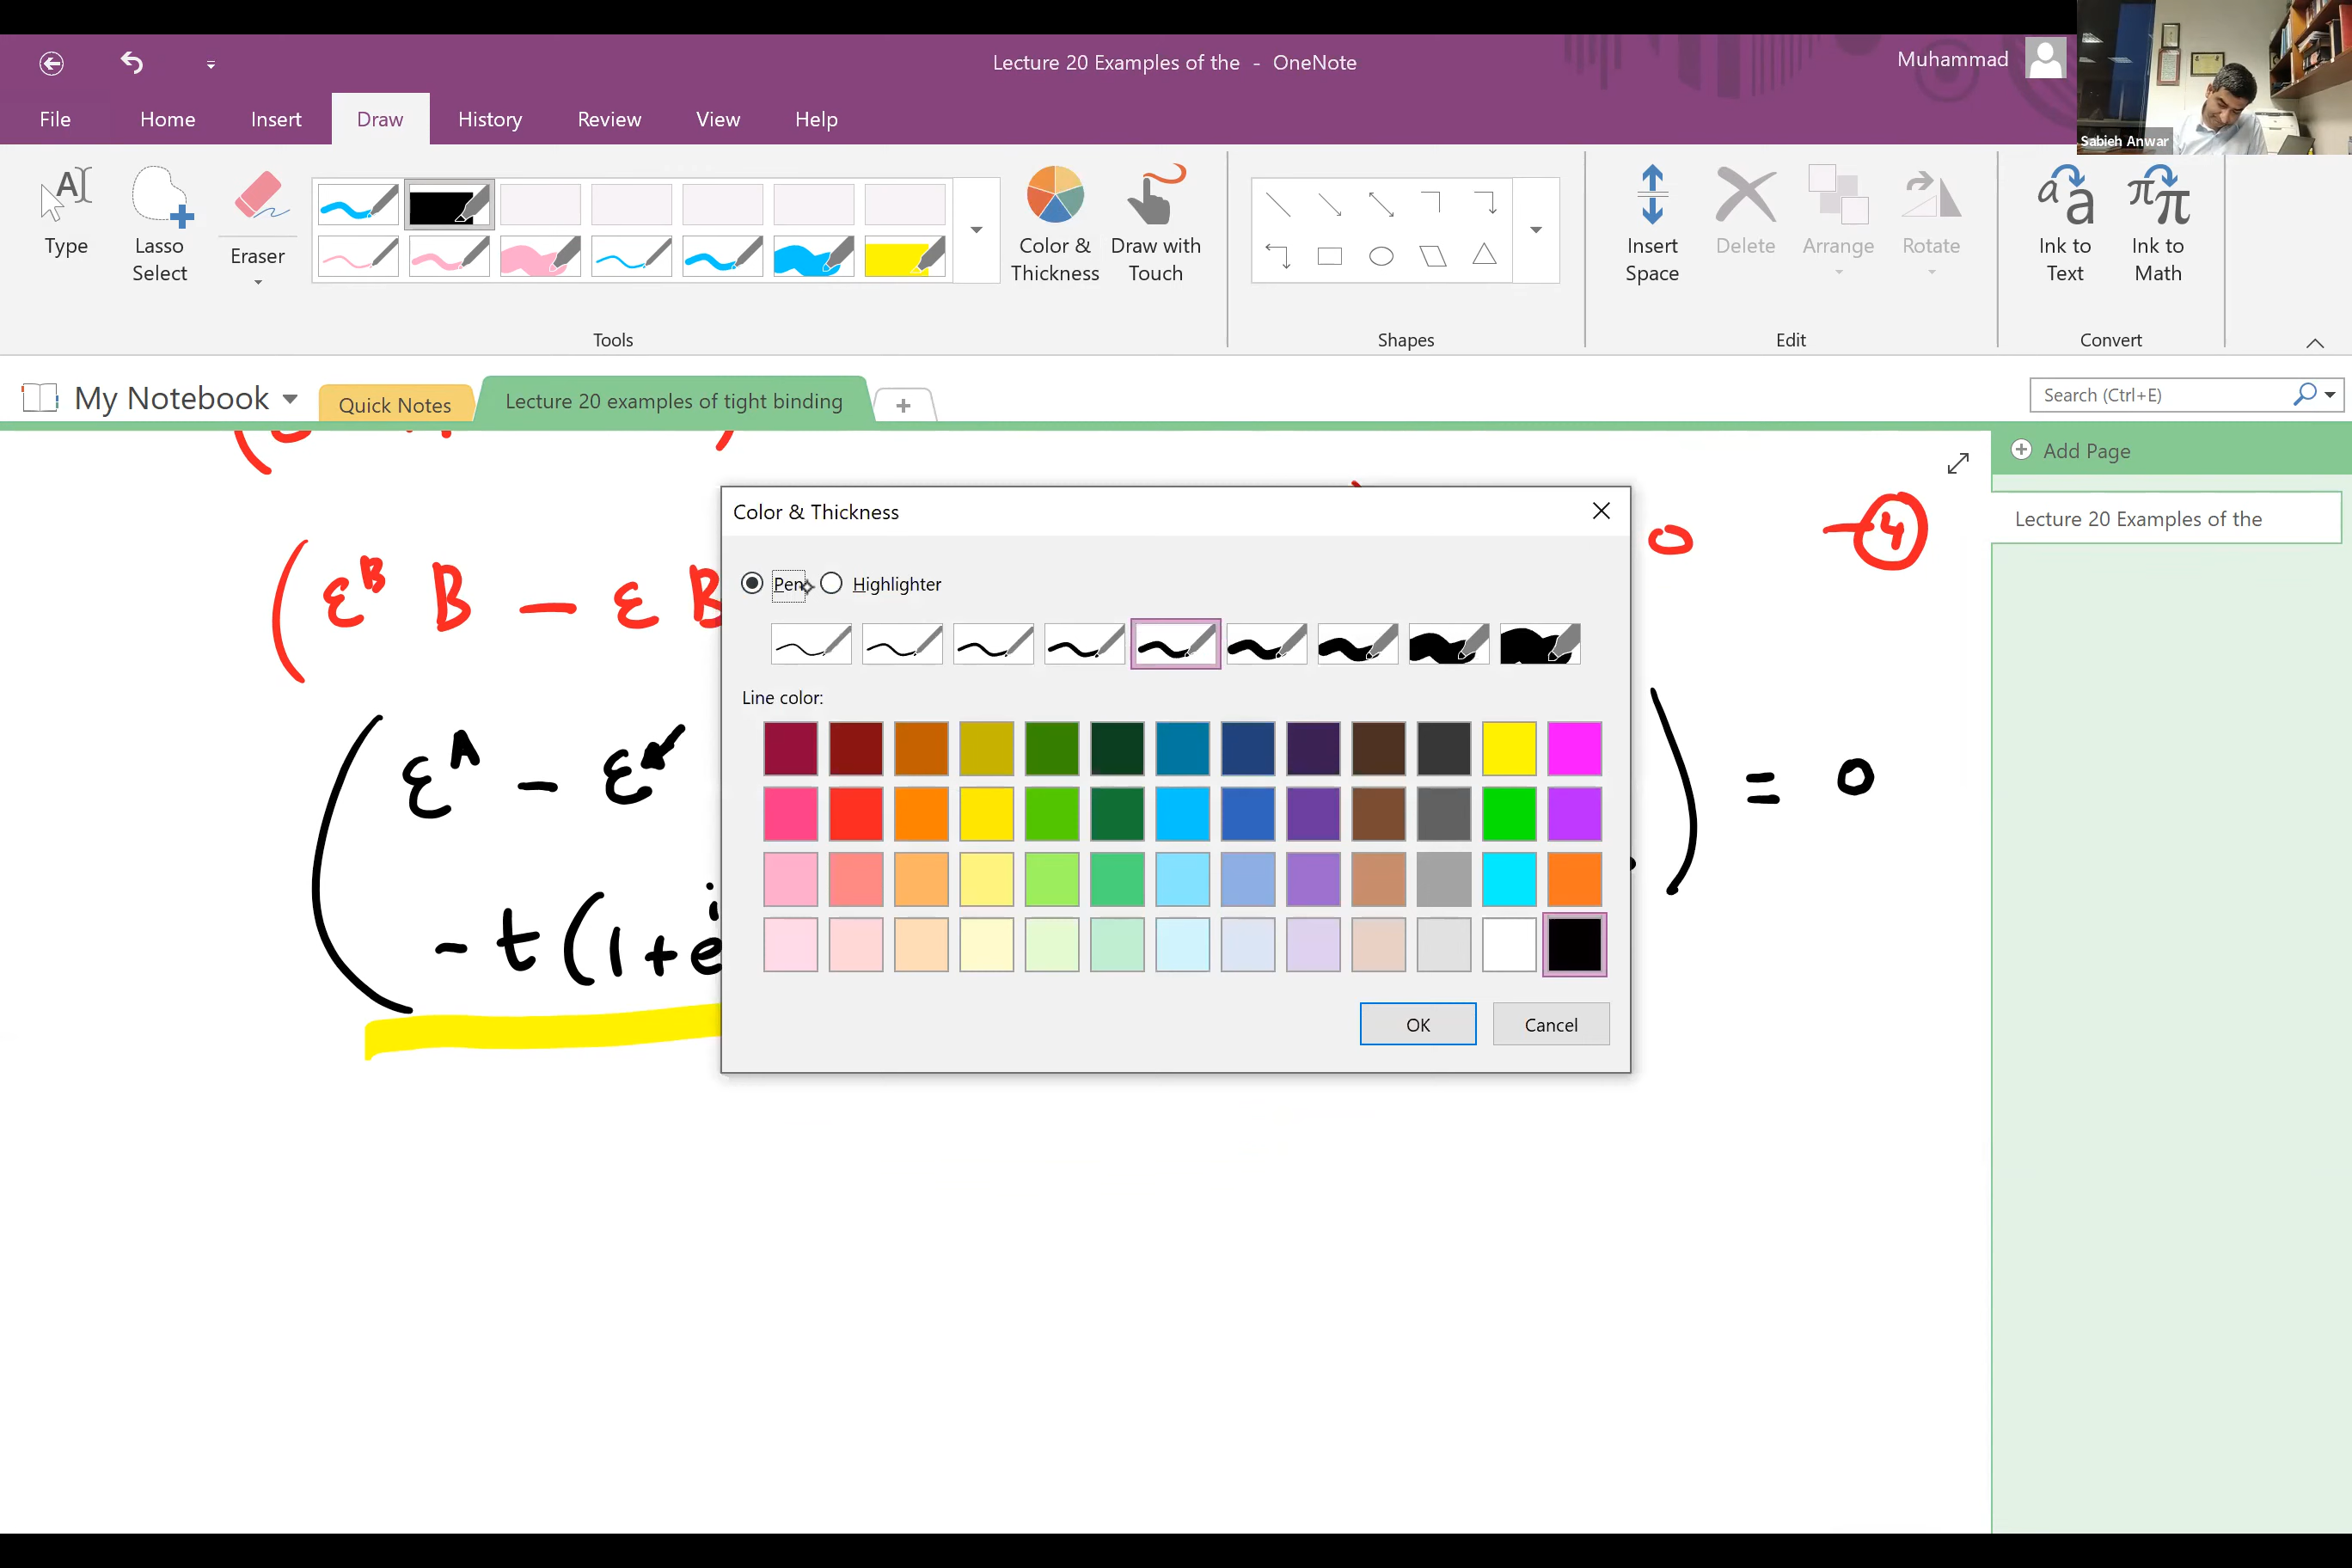 Lecture 20 Examples of the - OneNote
Muhammad
Sabieh Anwar
File Home Insert Draw History Review View Help
Type
Lasso Select
Eraser
Color & Thickness
Draw with Touch
Insert Space
Delete
Arrange
Rotate
Ink to Text
Ink to Math
Tools
Shapes
Edit
Convert
My Notebook
Quick Notes
Lecture 20 examples of tight binding
Search (Ctrl+E)
Add Page
Lecture 20 Examples of the
Color & Thickness
Pen Highlighter
Line color:
OK Cancel
(ε^B B - ε B
0 -④
(ε^A - ε
) = 0
- t(1+e^i